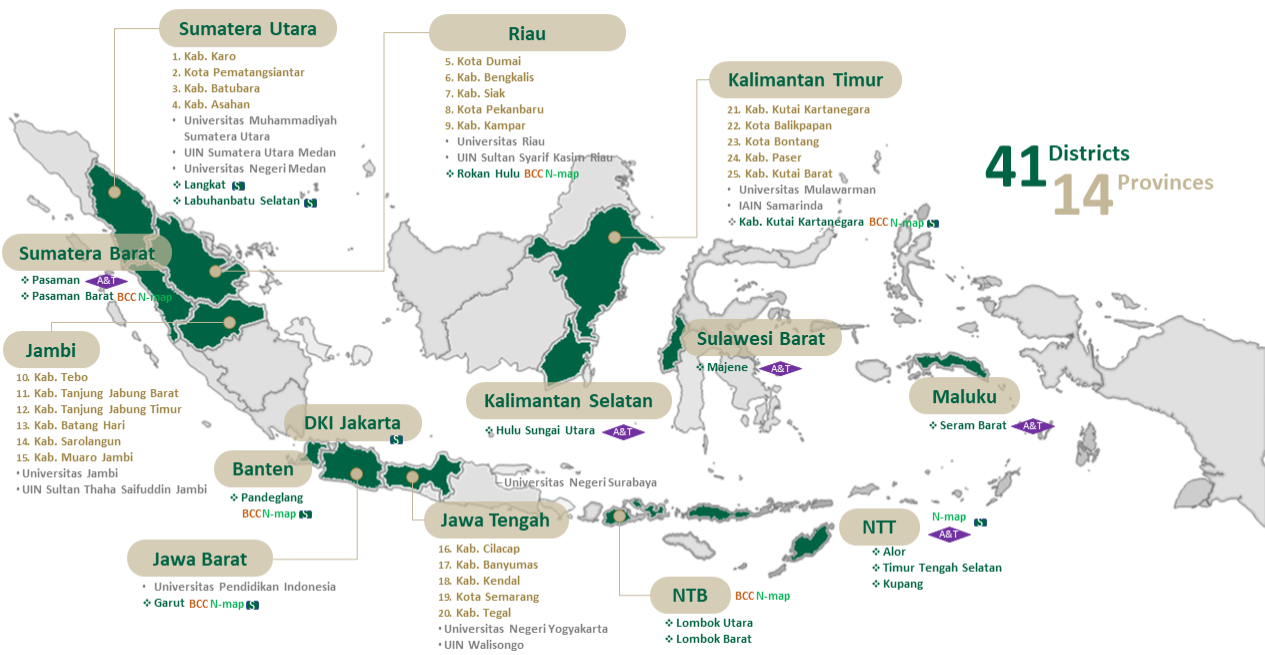 Sumatera Utara
1. Kab. Karo
2. Kota Pematangsiantar
3. Kab. Batubara
4. Kab. Asahan
• Universitas Muhammadiyah
Sumatera Utara
• UIN Sumatera Utara Medan
• Universitas Negeri Medan
❖ Langkat S
❖ Labuhanbatu Selatan S
Riau
5. Kota Dumai
6. Kab. Bengkalis
7. Kab. Siak
8. Kota Pekanbaru
9. Kab. Kampar
• Universitas Riau
• UIN Sultan Syarif Kasim Riau
❖ Rokan Hulu BCC N-map
Kalimantan Timur
21. Kab. Kutai Kartanegara
22. Kota Balikpapan
23. Kota Bontang
24. Kab. Paser
25. Kab. Kutai Barat
• Universitas Mulawarman
• IAIN Samarinda
❖ Kab. Kutai Kartanegara BCC N-map S
41 Districts
14 Provinces
Sumatera Barat
❖ Pasaman A&T
❖ Pasaman Barat BCC N-map
Jambi
10. Kab. Tebo
11. Kab. Tanjung Jabung Barat
12. Kab. Tanjung Jabung Timur
13. Kab. Batang Hari
14. Kab. Sarolangun
15. Kab. Muaro Jambi
• Universitas Jambi
• UIN Sultan Thaha Saifuddin Jambi
Sulawesi Barat
❖ Majene A&T
Kalimantan Selatan
❖ Hulu Sungai Utara A&T
Maluku
❖ Seram Barat A&T
DKI Jakarta
S
Banten
❖ Pandeglang
BCC N-map S
Universitas Negeri Surabaya
Jawa Barat
• Universitas Pendidikan Indonesia
❖ Garut BCC N-map S
Jawa Tengah
16. Kab. Cilacap
17. Kab. Banyumas
18. Kab. Kendal
19. Kota Semarang
20. Kab. Tegal
• Universitas Negeri Yogyakarta
• UIN Walisongo
NTB BCC N-map
❖ Lombok Utara
❖ Lombok Barat
NTT
N-map S
A&T
❖ Alor
❖ Timur Tengah Selatan
❖ Kupang